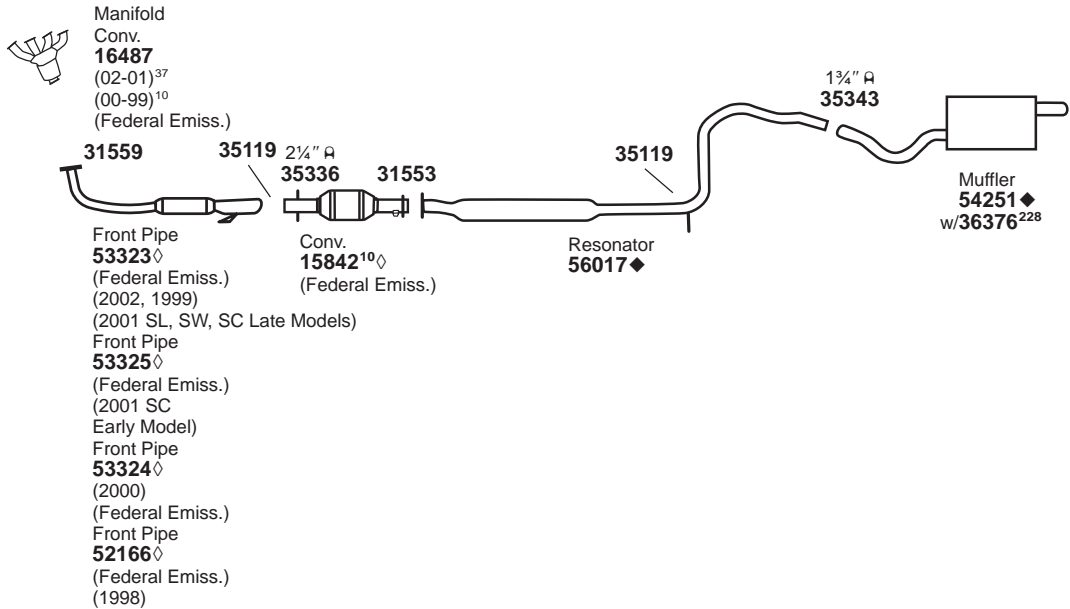 Manifold
Conv.
16487
(02-01)³⁷
(00-99)¹⁰
(Federal Emiss.)
31559
35119
2¼″
35336
31553
35119
1¾″
35343
Front Pipe
53323◊
(Federal Emiss.)
(2002, 1999)
(2001 SL, SW, SC Late Models)
Front Pipe
53325◊
(Federal Emiss.)
(2001 SC
Early Model)
Front Pipe
53324◊
(2000)
(Federal Emiss.)
Front Pipe
52166◊
(Federal Emiss.)
(1998)
Conv.
15842¹⁰◊
(Federal Emiss.)
Resonator
56017◆
Muffler
54251◆
w/36376²²⁸